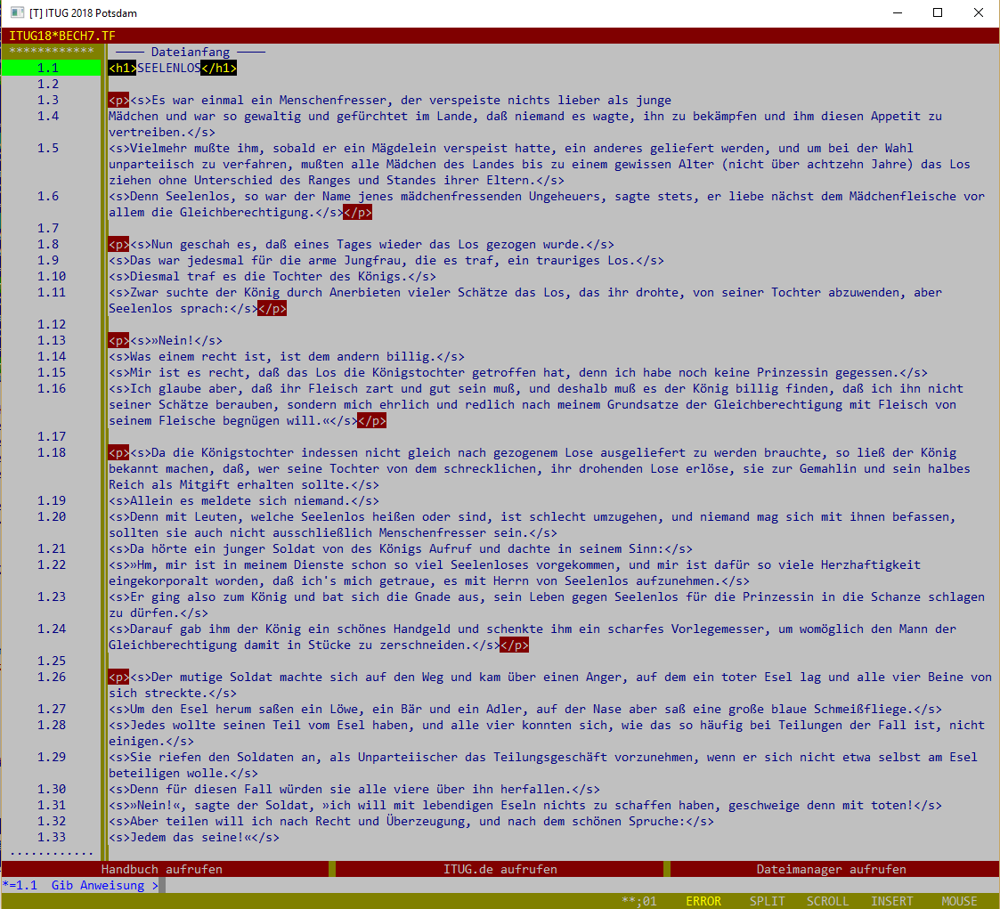 [T] ITUG 2018 Potsdam
ITUG18*BECH7.TF
************ ──── Dateianfang ────
1.1 <h1>SEELENLOS</h1>
1.2
1.3 <p><s>Es war einmal ein Menschenfresser, der verspeiste nichts lieber als junge
1.4 Mädchen und war so gewaltig und gefürchtet im Lande, daß niemand es wagte, ihn zu bekämpfen und ihm diesen Appetit zu
vertreiben.</s>
1.5 <s>Vielmehr mußte ihm, sobald er ein Mägdelein verspeist hatte, ein anderes geliefert werden, und um bei der Wahl
unparteiisch zu verfahren, mußten alle Mädchen des Landes bis zu einem gewissen Alter (nicht über achtzehn Jahre) das Los
ziehen ohne Unterschied des Ranges und Standes ihrer Eltern.</s>
1.6 <s>Denn Seelenlos, so war der Name jenes mädchenfressenden Ungeheuers, sagte stets, er liebe nächst dem Mädchenfleische vor
allem die Gleichberechtigung.</s></p>
1.7
1.8 <p><s>Nun geschah es, daß eines Tages wieder das Los gezogen wurde.</s>
1.9 <s>Das war jedesmal für die arme Jungfrau, die es traf, ein trauriges Los.</s>
1.10 <s>Diesmal traf es die Tochter des Königs.</s>
1.11 <s>Zwar suchte der König durch Anerbieten vieler Schätze das Los, das ihr drohte, von seiner Tochter abzuwenden, aber
Seelenlos sprach:</s></p>
1.12
1.13 <p><s>»Nein!</s>
1.14 <s>Was einem recht ist, ist dem andern billig.</s>
1.15 <s>Mir ist es recht, daß das Los die Königstochter getroffen hat, denn ich habe noch keine Prinzessin gegessen.</s>
1.16 <s>Ich glaube aber, daß ihr Fleisch zart und gut sein muß, und deshalb muß es der König billig finden, daß ich ihn nicht
seiner Schätze berauben, sondern mich ehrlich und redlich nach meinem Grundsatze der Gleichberechtigung mit Fleisch von
seinem Fleische begnügen will.«</s></p>
1.17
1.18 <p><s>Da die Königstochter indessen nicht gleich nach gezogenem Lose ausgeliefert zu werden brauchte, so ließ der König
bekannt machen, daß, wer seine Tochter von dem schrecklichen, ihr drohenden Lose erlöse, sie zur Gemahlin und sein halbes
Reich als Mitgift erhalten sollte.</s>
1.19 <s>Allein es meldete sich niemand.</s>
1.20 <s>Denn mit Leuten, welche Seelenlos heißen oder sind, ist schlecht umzugehen, und niemand mag sich mit ihnen befassen,
sollten sie auch nicht ausschließlich Menschenfresser sein.</s>
1.21 <s>Da hörte ein junger Soldat von des Königs Aufruf und dachte in seinem Sinn:</s>
1.22 <s>»Hm, mir ist in meinem Dienste schon so viel Seelenloses vorgekommen, und mir ist dafür so viele Herzhaftigkeit
eingekorporalt worden, daß ich's mich getraue, es mit Herrn von Seelenlos aufzunehmen.</s>
1.23 <s>Er ging also zum König und bat sich die Gnade aus, sein Leben gegen Seelenlos für die Prinzessin in die Schanze schlagen
zu dürfen.</s>
1.24 <s>Darauf gab ihm der König ein schönes Handgeld und schenkte ihm ein scharfes Vorlegemesser, um womöglich den Mann der
Gleichberechtigung damit in Stücke zu zerschneiden.</s></p>
1.25
1.26 <p><s>Der mutige Soldat machte sich auf den Weg und kam über einen Anger, auf dem ein toter Esel lag und alle vier Beine von
sich streckte.</s>
1.27 <s>Um den Esel herum saßen ein Löwe, ein Bär und ein Adler, auf der Nase aber saß eine große blaue Schmeißfliege.</s>
1.28 <s>Jedes wollte seinen Teil vom Esel haben, und alle vier konnten sich, wie das so häufig bei Teilungen der Fall ist, nicht
einigen.</s>
1.29 <s>Sie riefen den Soldaten an, als Unparteiischer das Teilungsgeschäft vorzunehmen, wenn er sich nicht etwa selbst am Esel
beteiligen wolle.</s>
1.30 <s>Denn für diesen Fall würden sie alle viere über ihn herfallen.</s>
1.31 <s>»Nein!«, sagte der Soldat, »ich will mit lebendigen Eseln nichts zu schaffen haben, geschweige denn mit toten!</s>
1.32 <s>Aber teilen will ich nach Recht und Überzeugung, und nach dem schönen Spruche:</s>
1.33 <s>Jedem das seine!«</s>
............
Handbuch aufrufen ITUG.de aufrufen Dateimanager aufrufen
*=1.1 Gib Anweisung >
**;01 ERROR SPLIT SCROLL INSERT MOUSE